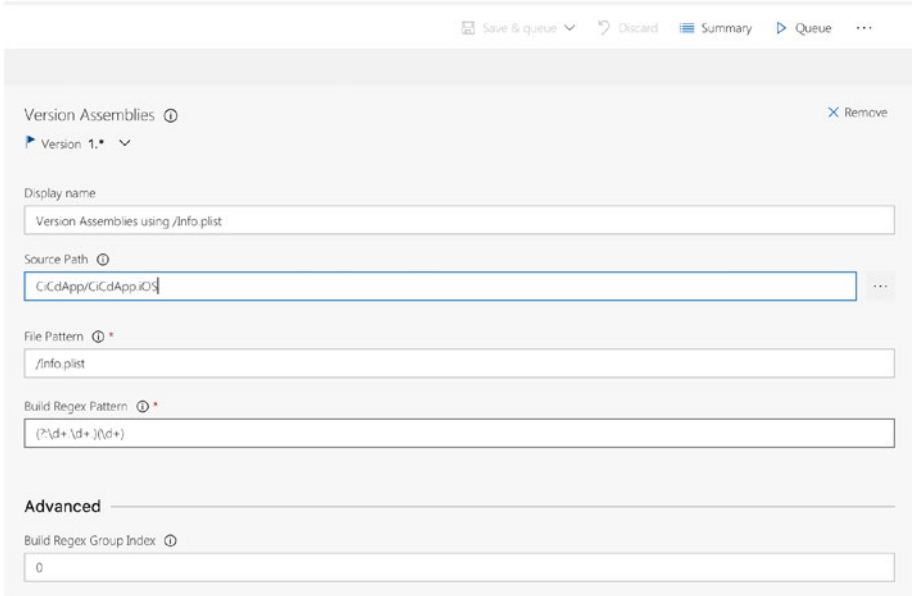 Save & queue Discard Summary Queue ...
Version Assemblies Remove
Version 1.*
Display name
Version Assemblies using /Info.plist
Source Path
CiCdApp/CiCdApp.iOS
...
File Pattern *
/Info.plist
Build Regex Pattern *
(?:\d+.\d+.)(\d+)
Advanced
Build Regex Group Index
0